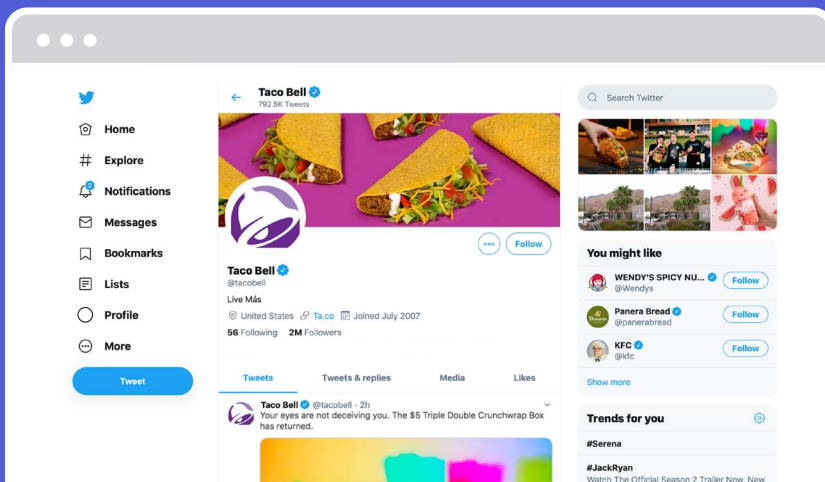 Home
Explore
2
Notifications
Messages
Bookmarks
Lists
Profile
More
Tweet
Taco Bell
792.5K Tweets
Follow
Taco Bell
@tacobell
Live Más
United States Ta.co Joined July 2007
56 Following 2M Followers
Tweets Tweets & replies Media Likes
Taco Bell @tacobell · 2h
Your eyes are not deceiving you. The $5 Triple Double Crunchwrap Box
has returned.
Search Twitter
You might like
WENDY'S SPICY NU...
@Wendys
Follow
Panera Bread
@panerabread
Follow
KFC
@kfc
Follow
Show more
Trends for you
#Serena
#JackRyan
Watch The Official Season 2 Trailer Now. New